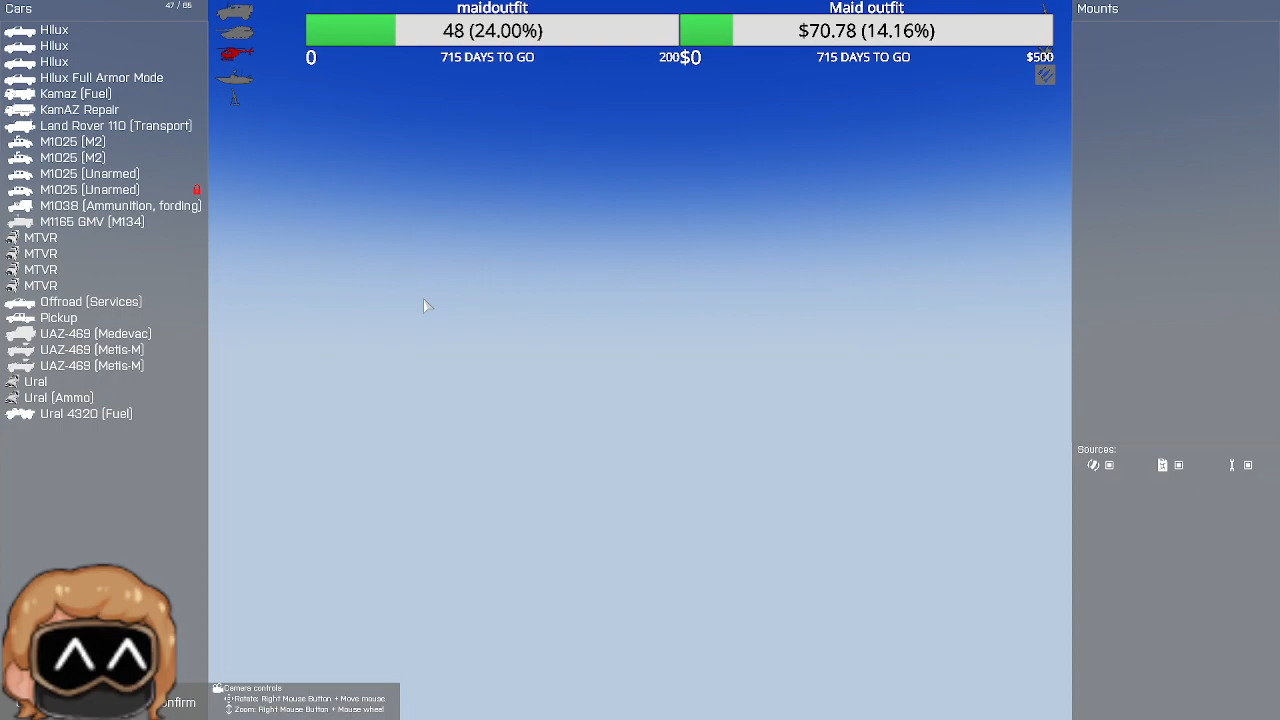 Cars
47 / 65
HIlux
HIlux
HIlux
HIlux Full Armor Mode
Kamaz (Fuel)
KamAZ Repair
Land Rover 110 (Transport)
M1025 (M2)
M1025 (M2)
M1025 (Unarmed)
M1025 (Unarmed)
M1038 (Ammunition, fording)
M1165 GMV (M134)
MTVR
MTVR
MTVR
MTVR
Offroad (Services)
Pickup
UAZ-469 (Medevac)
UAZ-469 (Metis-M)
UAZ-469 (Metis-M)
Ural
Ural (Ammo)
Ural 4320 (Fuel)
maidoutfit
48 (24.00%)
0
715 DAYS TO GO
200
Maid outfit
$70.78 (14.16%)
$0
715 DAYS TO GO
$500
Mounts
Sources:
Camera controls
Rotate: Right Mouse Button + Move mouse
Zoom: Right Mouse Button + Mouse wheel